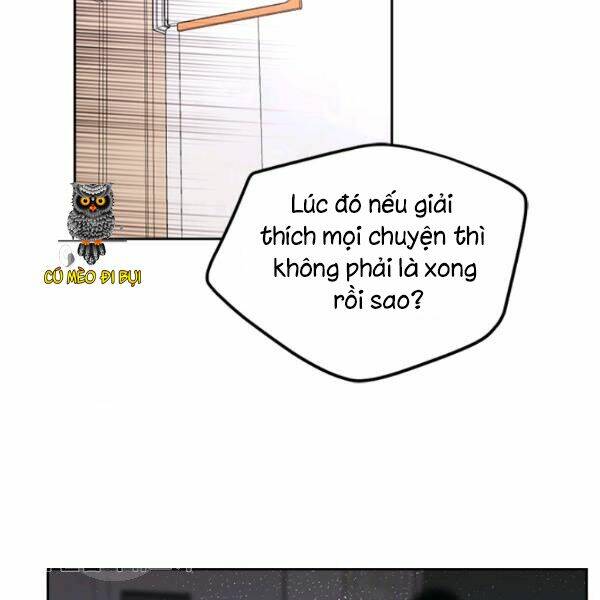 Lúc đó nếu giải
thích mọi chuyện thì
không phải là xong
rồi sao?
CÚ MÈO ĐI BỤI